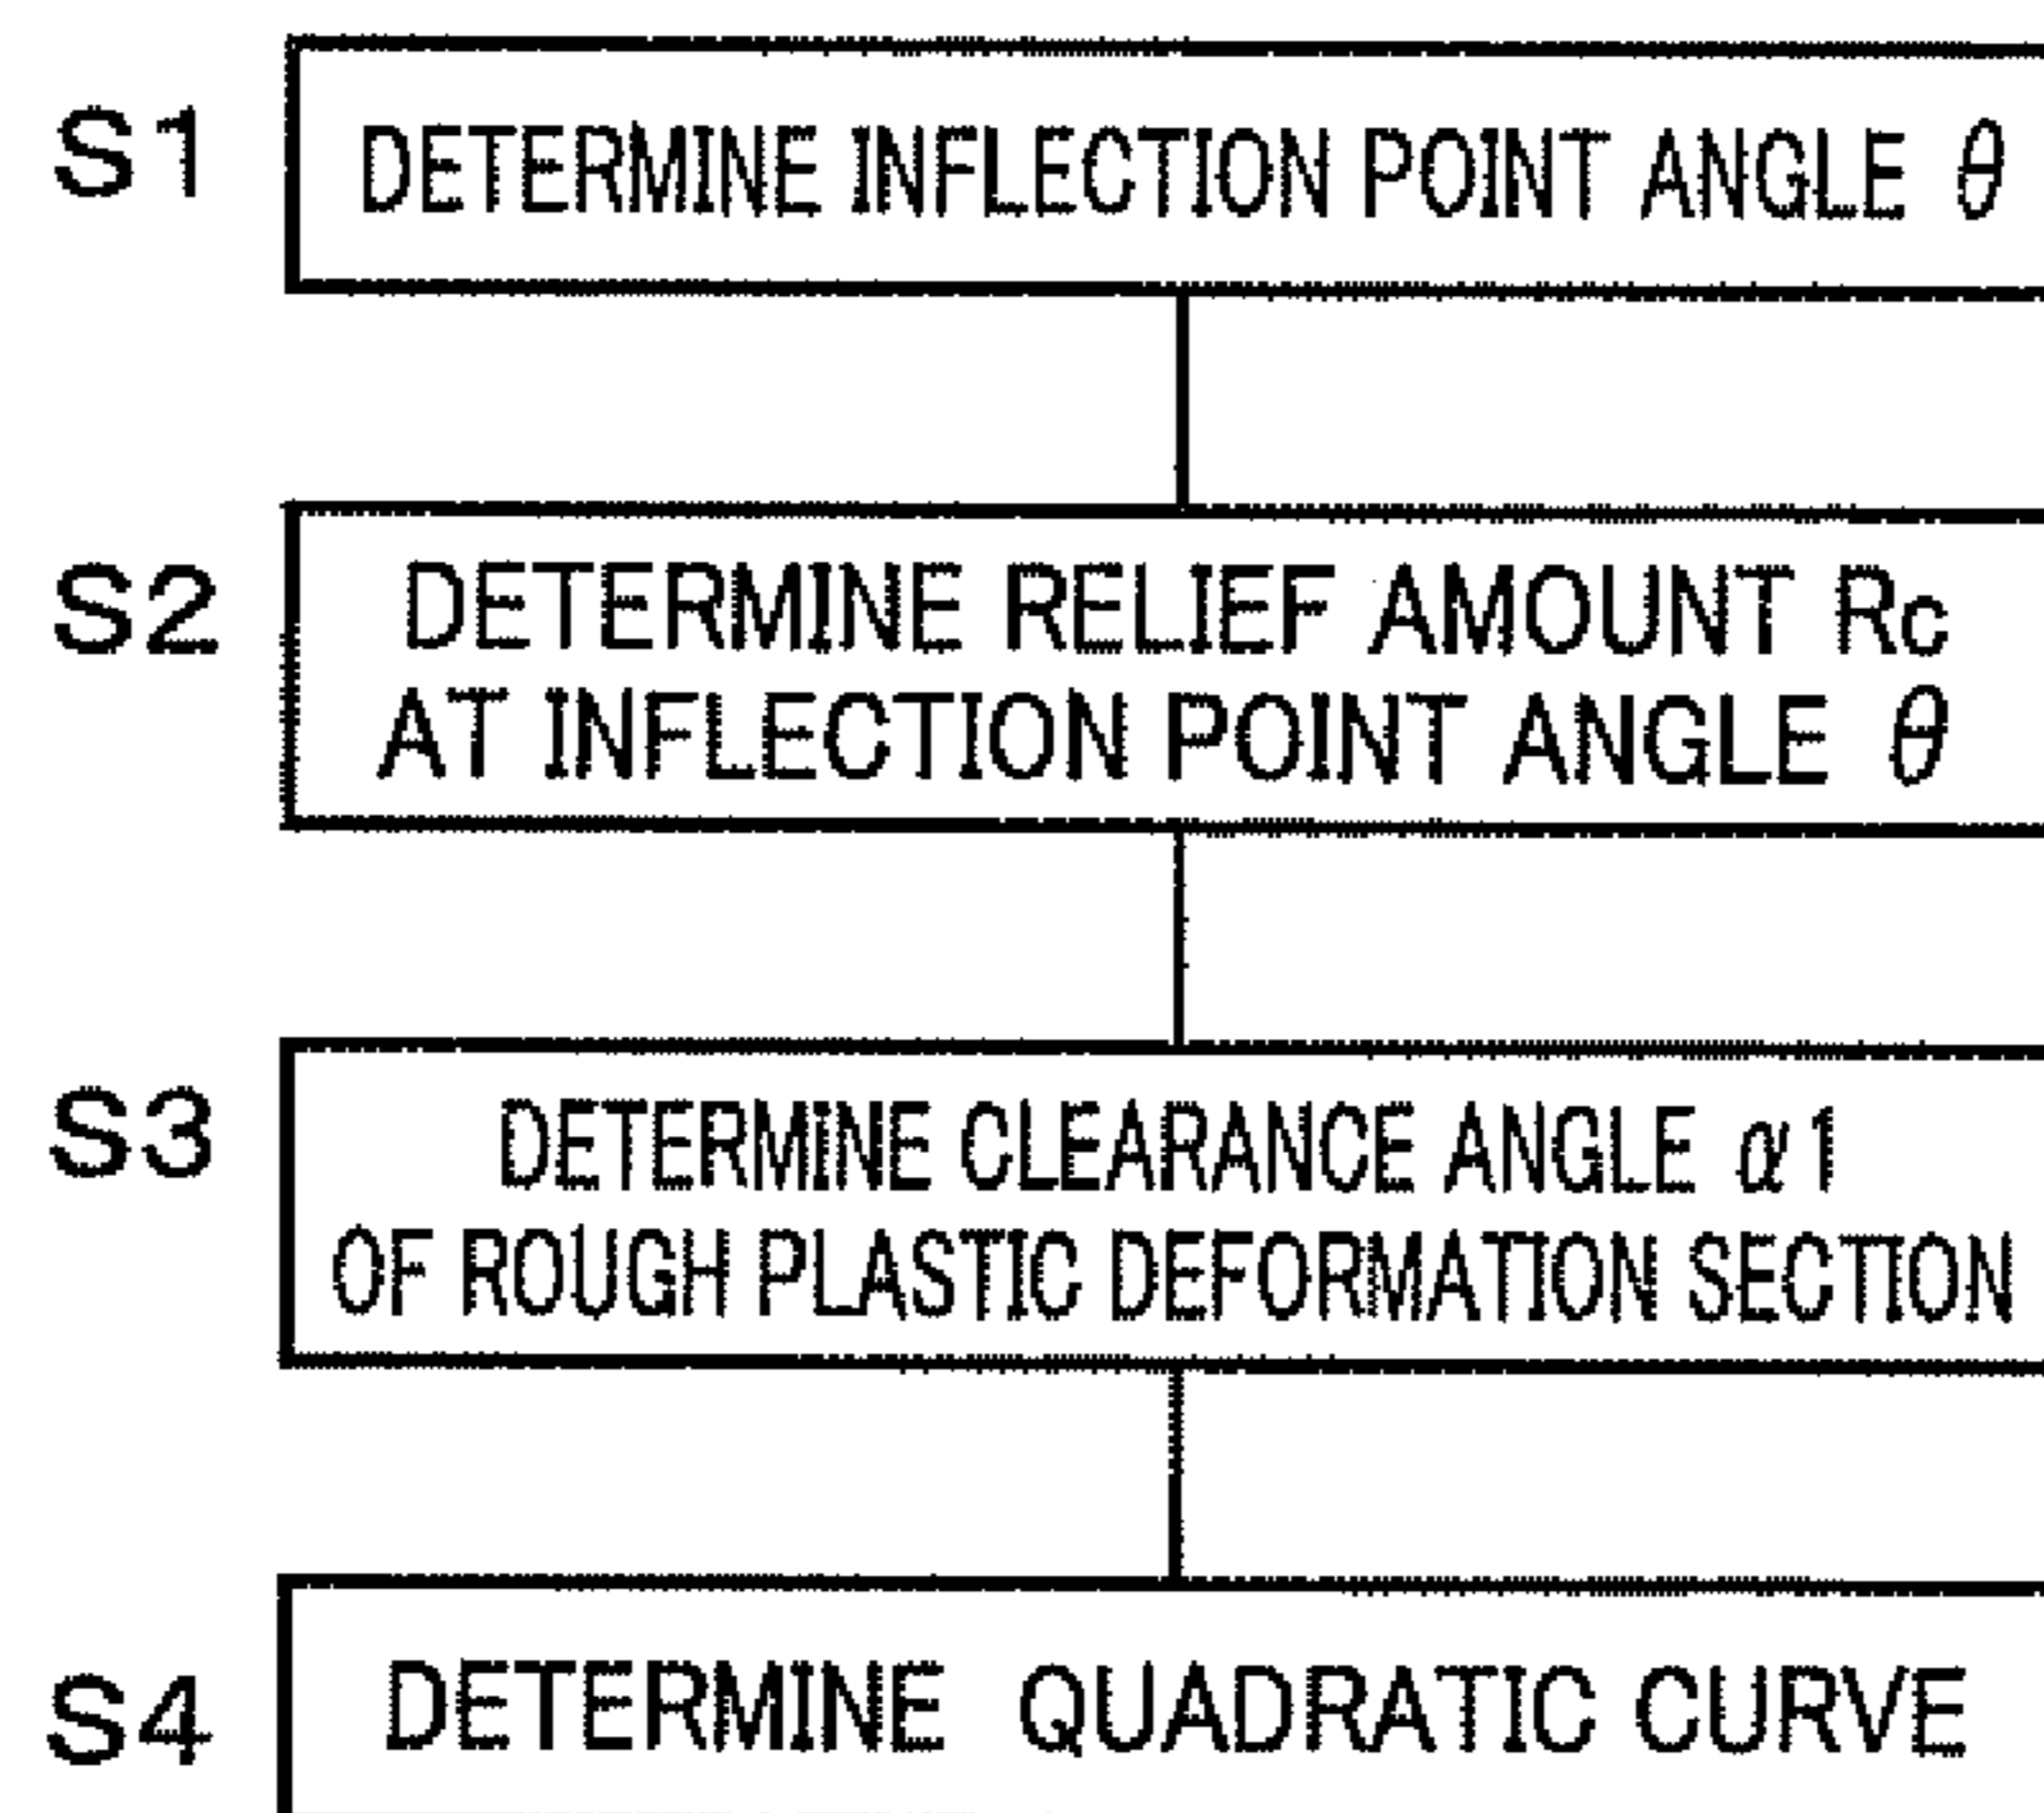 S1 DETERMINE INFLECTION POINT ANGLE θ
S2 DETERMINE RELIEF AMOUNT Rc
AT INFLECTION POINT ANGLE θ
S3 DETERMINE CLEARANCE ANGLE α1
OF ROUGH PLASTIC DEFORMATION SECTION
S4 DETERMINE QUADRATIC CURVE